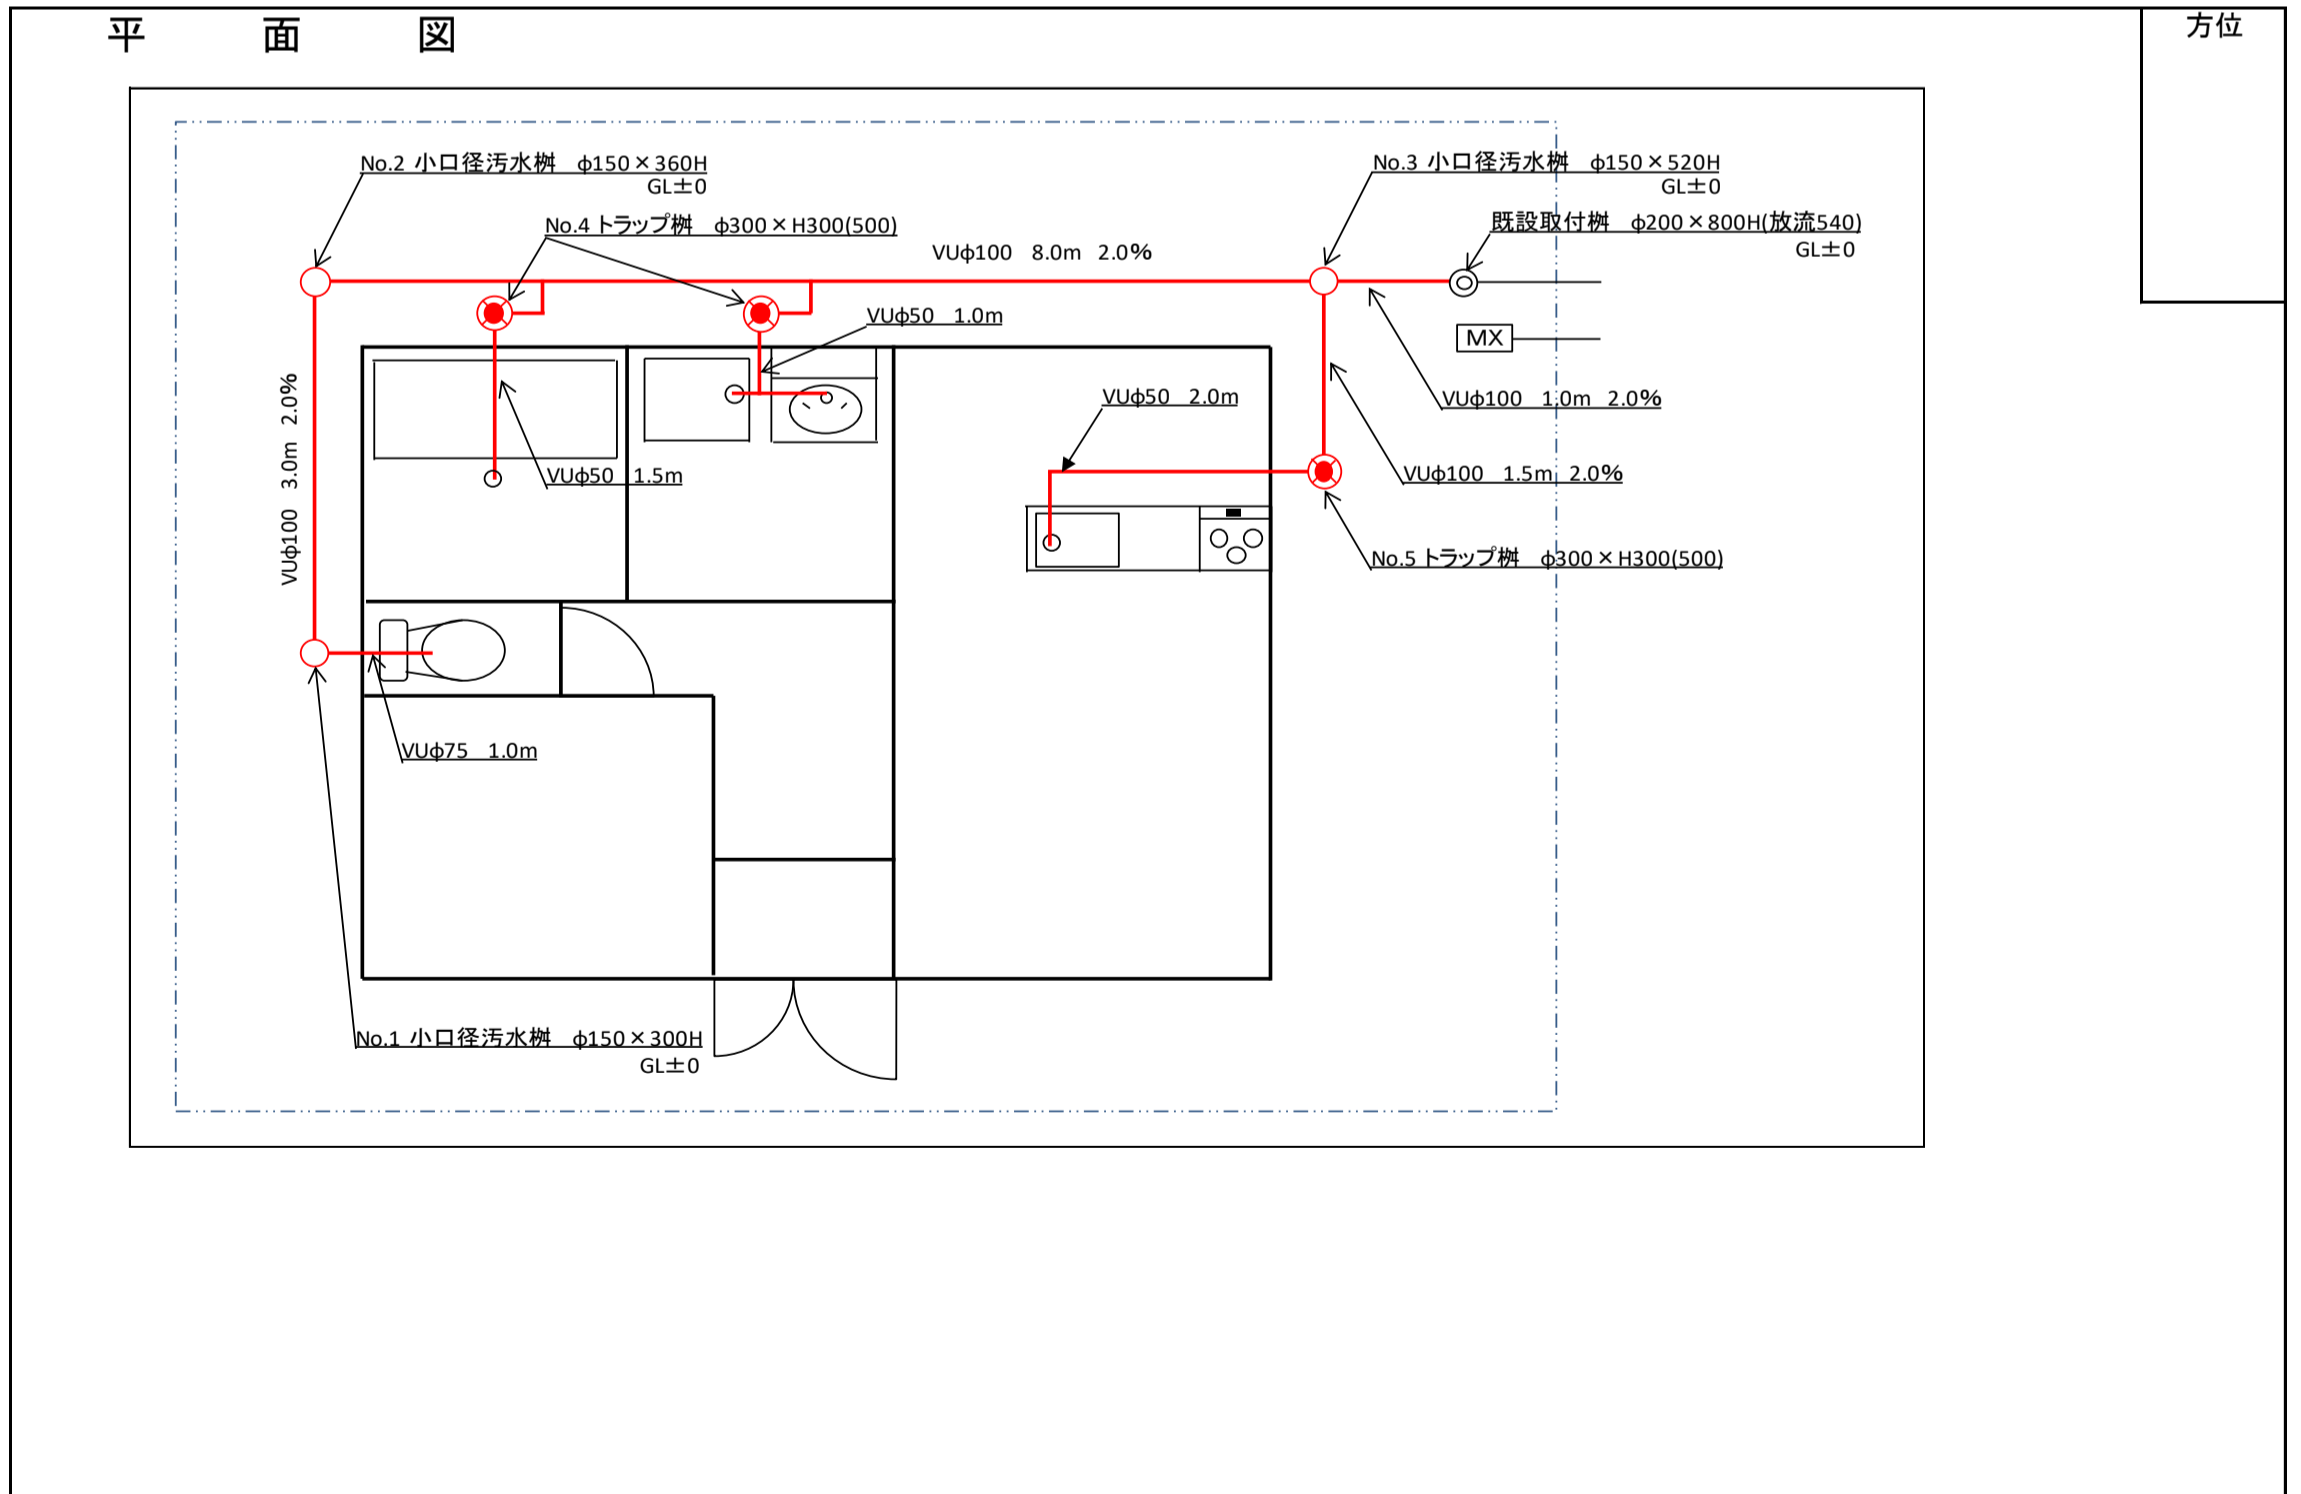 平 面 図
方位
No.2 小口径汚水桝 φ150×360H
GL±0
No.3 小口径汚水桝 φ150×520H
GL±0
No.4 トラップ桝 φ300×H300(500)
既設取付桝 φ200×800H(放流540)
GL±0
VUφ100 8.0m 2.0%
VUφ50 1.0m
MX
VUφ100 3.0m 2.0%
VUφ50 2.0m
VUφ100 1.0m 2.0%
VUφ50 1.5m
VUφ100 1.5m 2.0%
No.5 トラップ桝 φ300×H300(500)
VUφ75 1.0m
No.1 小口径汚水桝 φ150×300H
GL±0